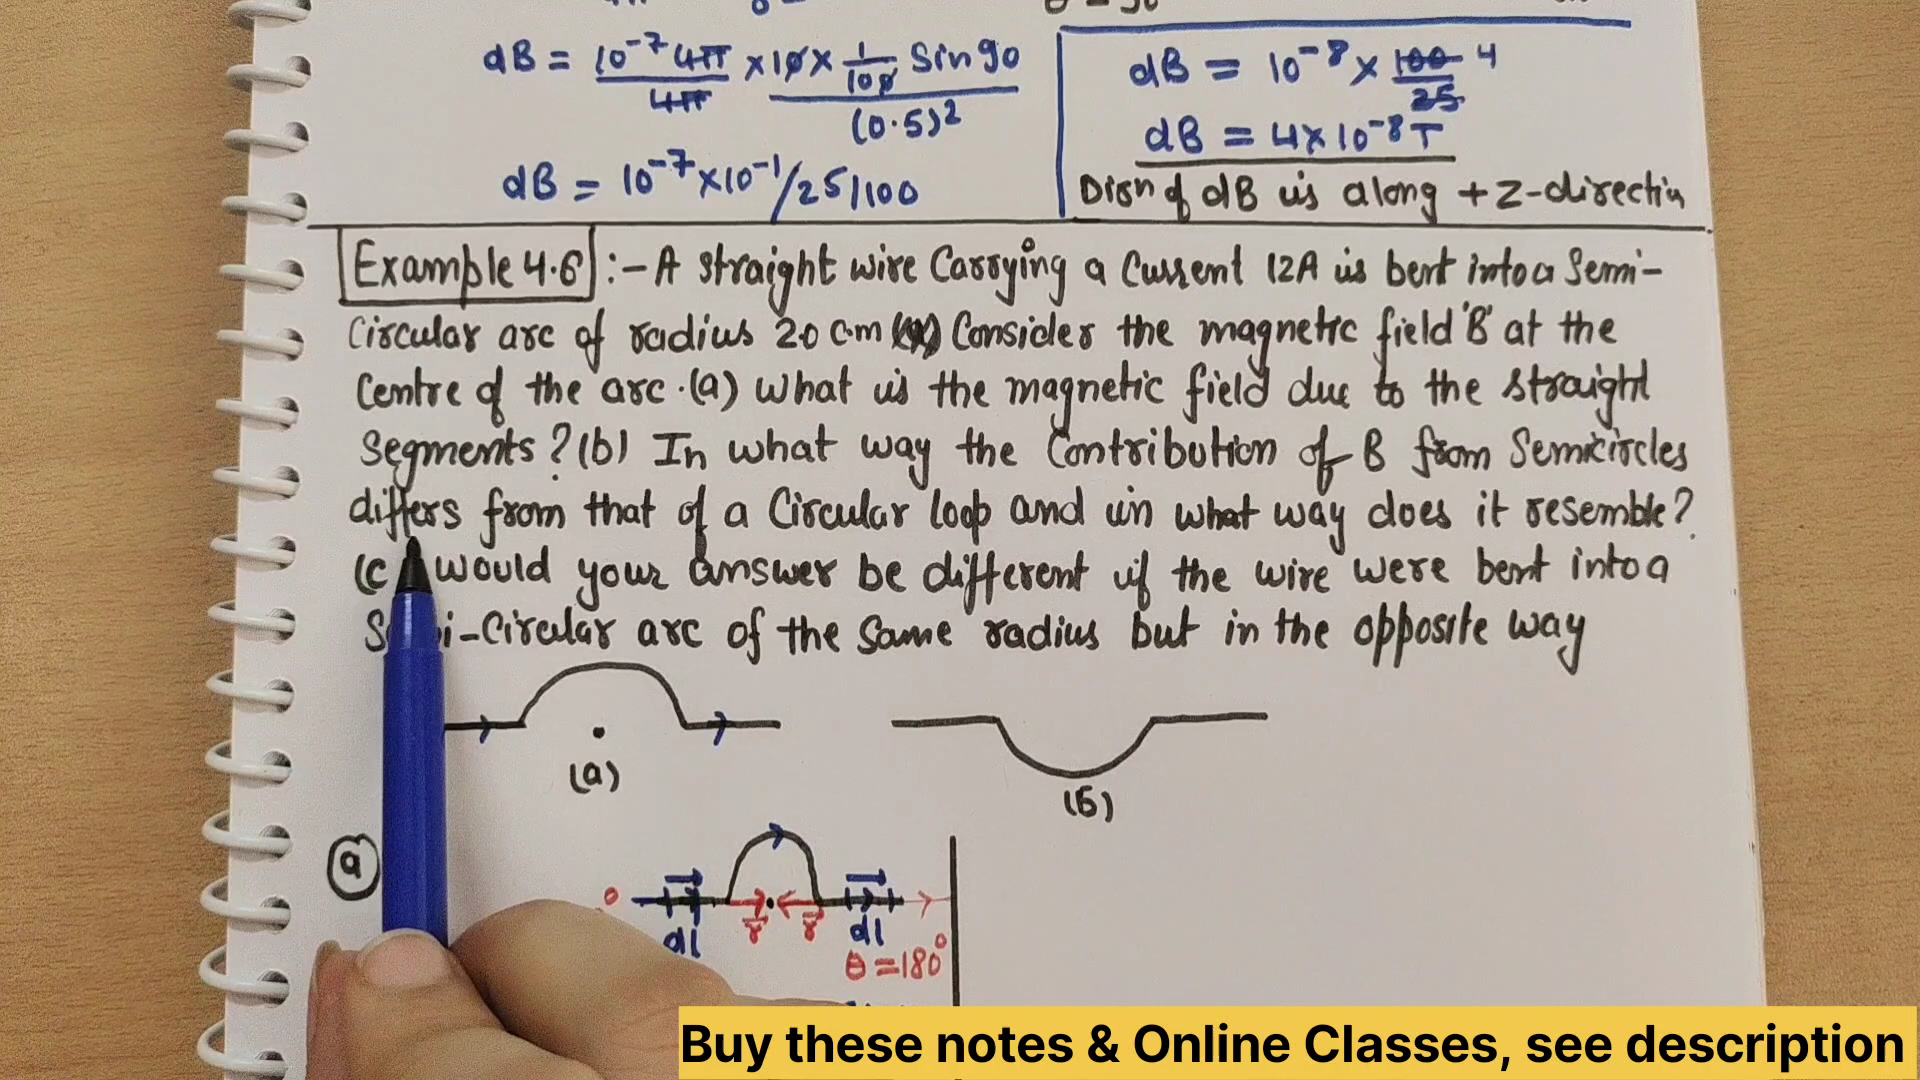 dB = 10⁻⁷ 4π/4π × 10 × 1/100 Sin90/(0.5)²
dB = 10⁻⁷×10⁻¹/25/100
dB = 10⁻⁸ × 100/25 4
dB = 4×10⁻⁸ T
Dirn of dB is along +z-directin
Example 4.6 :- A straight wire Carrying a Current 12A is bent into a Semi-
Circular arc of radius 2.0 cm Consider the magnetic field 'B' at the
Centre of the arc. (a) What is the magnetic field due to the straight
Segments? (b) In what way the Contribution of B from Semicircles
differs from that of a Circular loop and in what way does it resemble?
(c would your answer be different if the wire were bent into a
S i-Circular arc of the Same radius but in the opposite way
(a)
(b)
(a)
r r
dl dl
θ = 180°
Buy these notes & Online Classes, see description